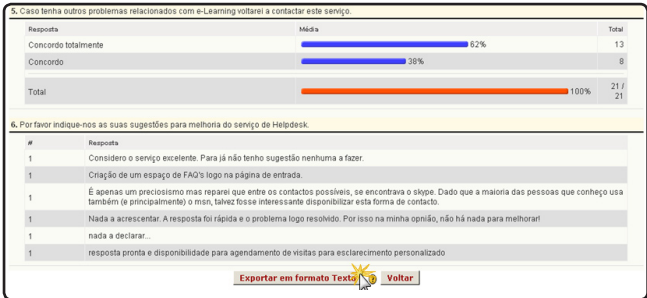 5. Caso tenha outros problemas relacionados com e-Learning voltarei a contactar este serviço.
Resposta Média Total
Concordo totalmente 62% 13
Concordo 38% 8
Total 100% 21 /
21
6. Por favor indique-nos as suas sugestões para melhoria do serviço de Helpdesk.
# Resposta
1 Considero o serviço excelente. Para já não tenho sugestão nenhuma a fazer.
1 Criação de um espaço de FAQ's logo na página de entrada.
1 É apenas um preciosismo mas reparei que entre os contactos possíveis, se encontrava o skype. Dado que a maioria das pessoas que conheço usa
também (e principalmente) o msn, talvez fosse interessante disponibilizar esta forma de contacto.
1 Nada a acrescentar. A resposta foi rápida e o problema logo resolvido. Por isso na minha opnião, não há nada para melhorar!
1 nada a declarar...
1 resposta pronta e disponibilidade para agendamento de visitas para esclarecimento personalizado
Exportar em formato Texto ? Voltar